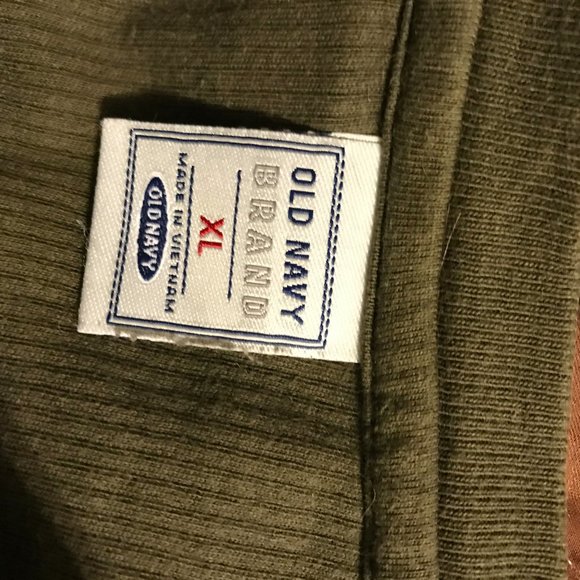 OLD NAVY
BRAND
XL
MADE IN VIETNAM
OLD NAVY